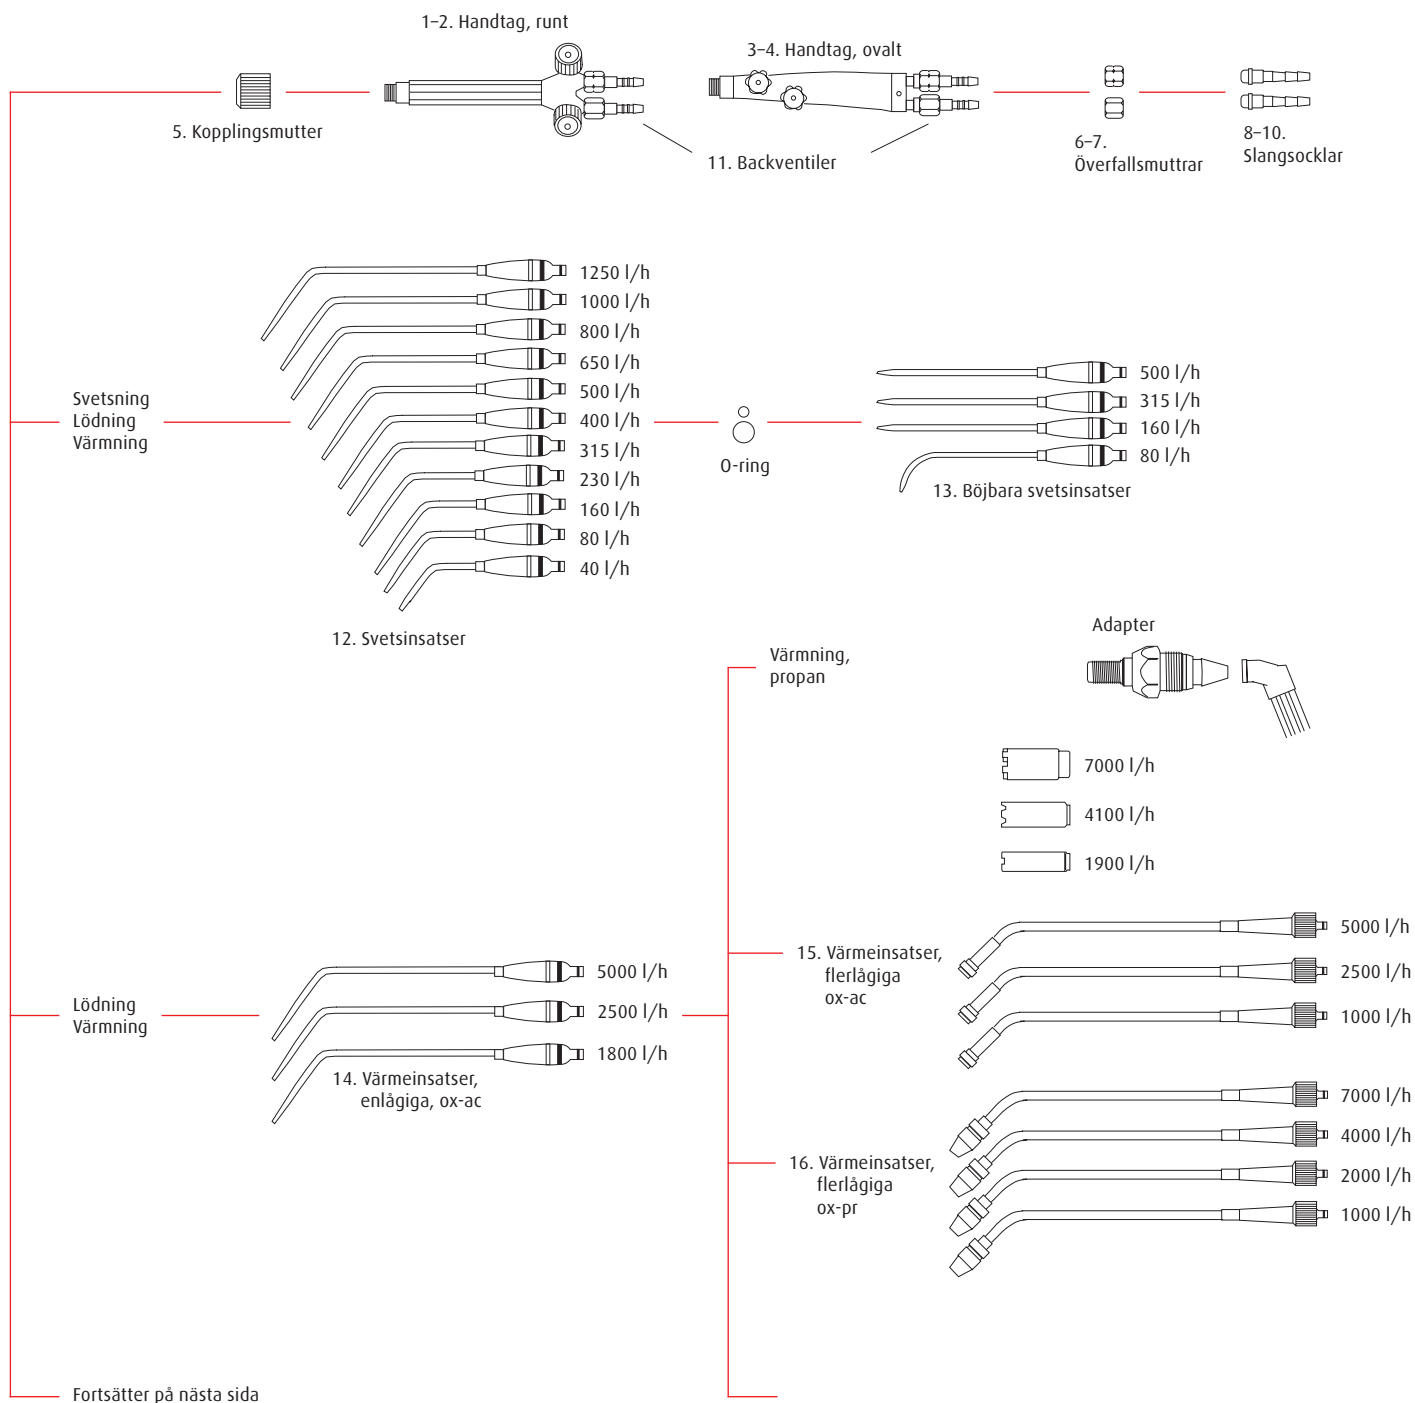 1–2. Handtag, runt
3–4. Handtag, ovalt
5. Kopplingsmutter
11. Backventiler
6–7.
Överfallsmuttrar
8–10.
Slangsocklar
Svetsning
Lödning
Värmning
1250 l/h
1000 l/h
800 l/h
650 l/h
500 l/h
400 l/h
315 l/h
230 l/h
160 l/h
80 l/h
40 l/h
12. Svetsinsatser
O-ring
500 l/h
315 l/h
160 l/h
80 l/h
13. Böjbara svetsinsatser
Värmning,
propan
Adapter
7000 l/h
4100 l/h
1900 l/h
Lödning
Värmning
5000 l/h
2500 l/h
1800 l/h
14. Värmeinsatser,
enlågiga, ox-ac
15. Värmeinsatser,
flerlågiga
ox-ac
5000 l/h
2500 l/h
1000 l/h
16. Värmeinsatser,
flerlågiga
ox-pr
7000 l/h
4000 l/h
2000 l/h
1000 l/h
Fortsätter på nästa sida